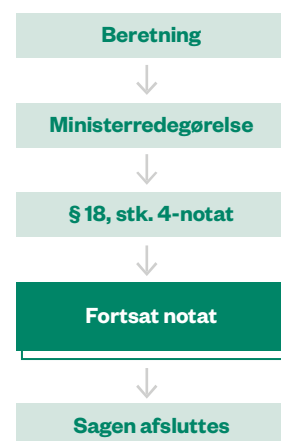 Beretning
Ministerredegørelse
§ 18, stk. 4-notat
Fortsat notat
Sagen afsluttes